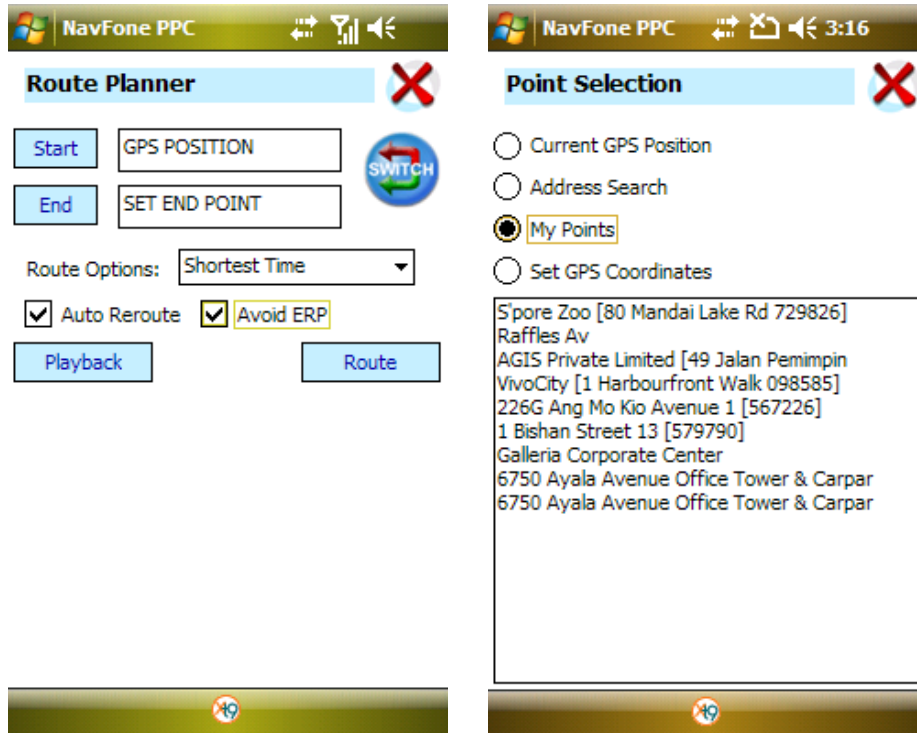 NavFone PPC
Route Planner
Start GPS POSITION
SWITCH
End SET END POINT
Route Options: Shortest Time
Auto Reroute Avoid ERP
Playback Route
NavFone PPC 3:16
Point Selection
Current GPS Position
Address Search
My Points
Set GPS Coordinates
S'pore Zoo [80 Mandai Lake Rd 729826]
Raffles Av
AGIS Private Limited [49 Jalan Pemimpin
VivoCity [1 Harbourfront Walk 098585]
226G Ang Mo Kio Avenue 1 [567226]
1 Bishan Street 13 [579790]
Galleria Corporate Center
6750 Ayala Avenue Office Tower & Carpar
6750 Ayala Avenue Office Tower & Carpar